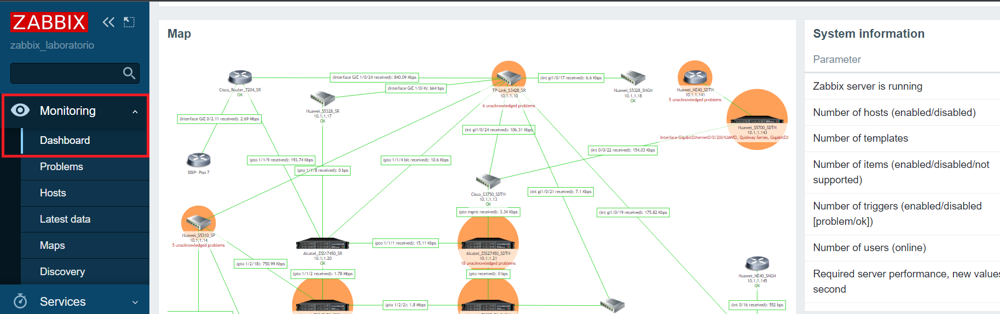 ZABBIX
zabbix_laboratorio
Monitoring
Dashboard
Problems
Hosts
Latest data
Maps
Discovery
Services
Map
Cisco_Router_7204_SR
OK
(Interface GiE 1/0/24 received): 840.09 Kbps
(Interface GiE 1/0/4): 664 bps
TP-Link_S3428_SR
10.1.1.10
6 unacknowledged problems
(int gi1/0/17 received): 6.6 Kbps
Huawei_S5328_SNGN
10.1.1.18
OK
Huawei_NE40_SDTH
10.1.1.141
5 unacknowledged problems
Huawei_S5328_SR
10.1.1.17
OK
(Interface GiE 0/2.11 received): 2.69 Mbps
(int gi1/0/24 received): 106.31 Kbps
Huawei_S5700_SDTH
10.1.1.143
Interface GigabitEthernet0/0/20(HUAWEI, Quidway Series, GigabitEt
(int 0/0/22 received): 154.03 Kbps
BBIP- Piso 7
(pto 1/1/9 received): 193.74 Kbps
(pto 1/1/8 received): 0 bps
(pto 1/1/4 bit received): 10.6 Kbps
Cisco_S3750_SDTH
10.1.1.13
OK
(int gi1/0/21 received): 7.1 Kbps
(pto mgmt received): 3.34 Kbps
(int gi1/0/19 received): 175.82 Kbps
Huawei_S5310_SP
10.1.1.14
5 unacknowledged problems
(pto 1/1/1 received): 15.11 Kbps
Alcatel_ESS17450_SR
10.1.1.20
OK
Alcatel_ESS27450_SDTH
10.1.1.21
18 unacknowledged problems
(pto 1/2/18): 750.99 Kbps
(pto 1/1/2 received): 1.78 Mbps
(pto received): 0 bps
Huawei_NE40_SNGN
10.1.1.145
OK
(pto 1/2/2): 1.8 Mbps
(int 0/16 received): 552 bps
System information
Parameter
Zabbix server is running
Number of hosts (enabled/disabled)
Number of templates
Number of items (enabled/disabled/not
supported)
Number of triggers (enabled/disabled
[problem/ok])
Number of users (online)
Required server performance, new values
second